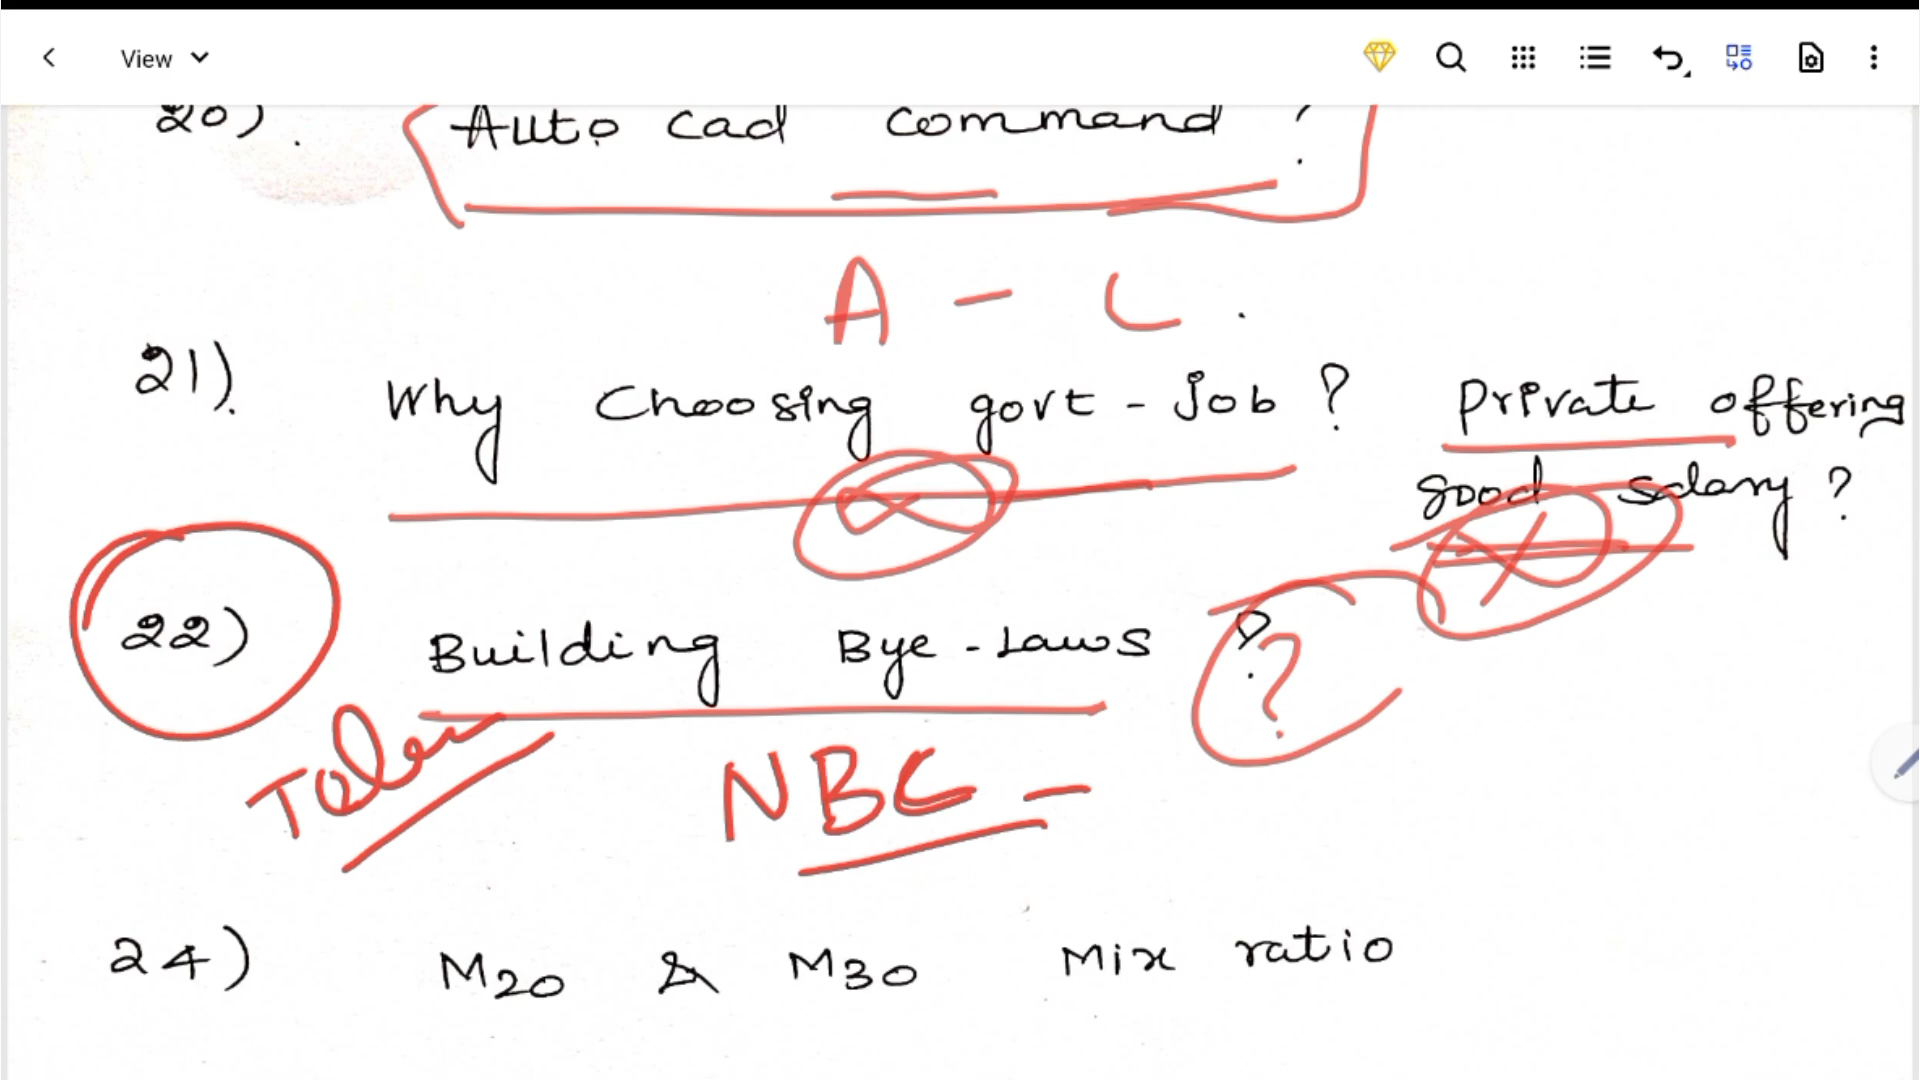 View
20). Auto cad command ?
A - C.
21). Why Choosing govt - Job ? Private offering
good salary ?
22) Building Bye - Laws ?
?
NBC -
24) M20 & M30 Mix ratio